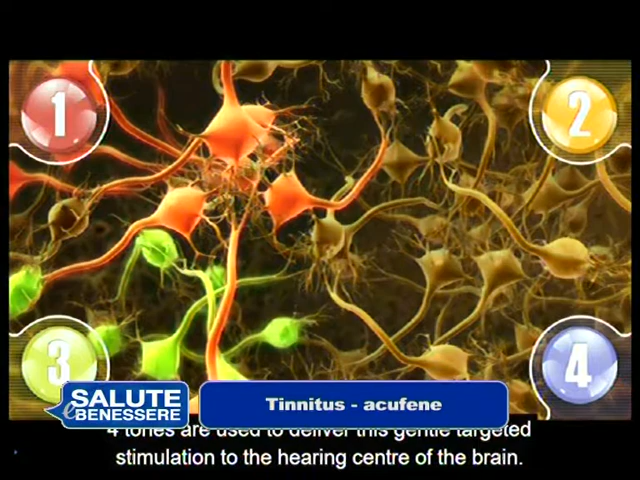 1
2
3
4
SALUTE
e BENESSERE
Tinnitus - acufene
4 tones are used to deliver this gentle targeted
stimulation to the hearing centre of the brain.